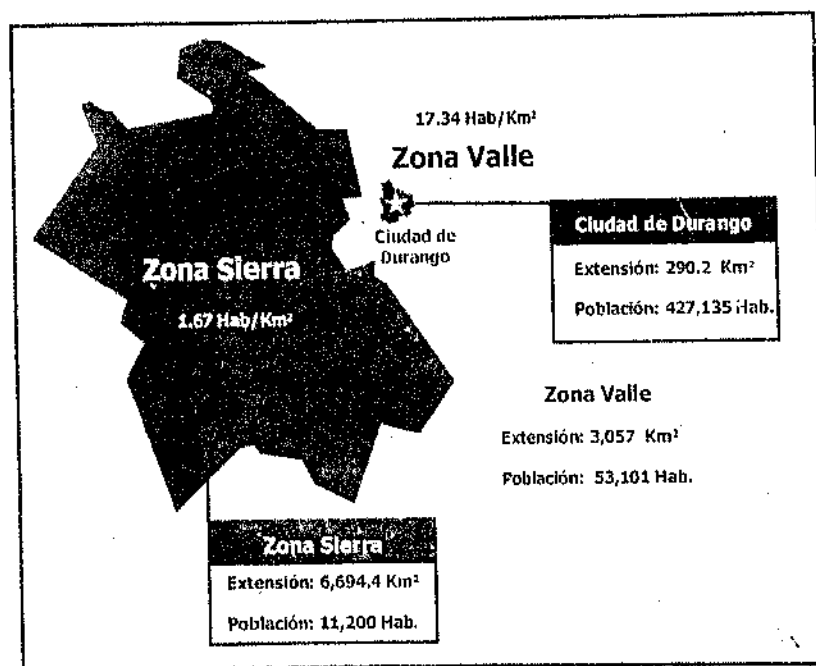 17.34 Hab/Km²
Zona Valle
Ciudad de
Durango
Ciudad de Durango
Extensión: 290.2 Km²
Población: 427,135 Hab.
Zona Sierra
1.67 Hab/Km²
Zona Valle
Extensión: 3,057 Km²
Población: 53,101 Hab.
Zona Sierra
Extensión: 6,694,4 Km²
Población: 11,200 Hab.